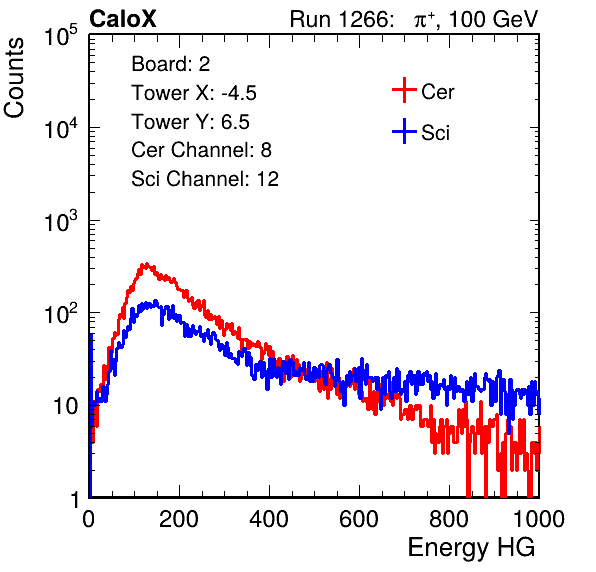 CaloX Run 1266: π⁺, 100 GeV
Counts
10⁵
10⁴
10³
10²
10
1
Board: 2
Tower X: -4.5
Tower Y: 6.5
Cer Channel: 8
Sci Channel: 12
Cer
Sci
0 200 400 600 800 1000
Energy HG